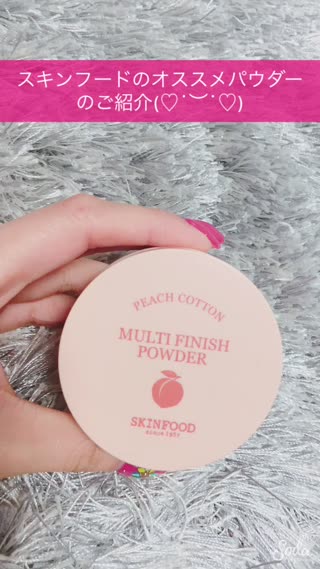 スキンフードのオススメパウダー
のご紹介(♡˙︶˙♡)
PEACH COTTON
MULTI FINISH
POWDER
SKINFOOD
since 1957
Soda